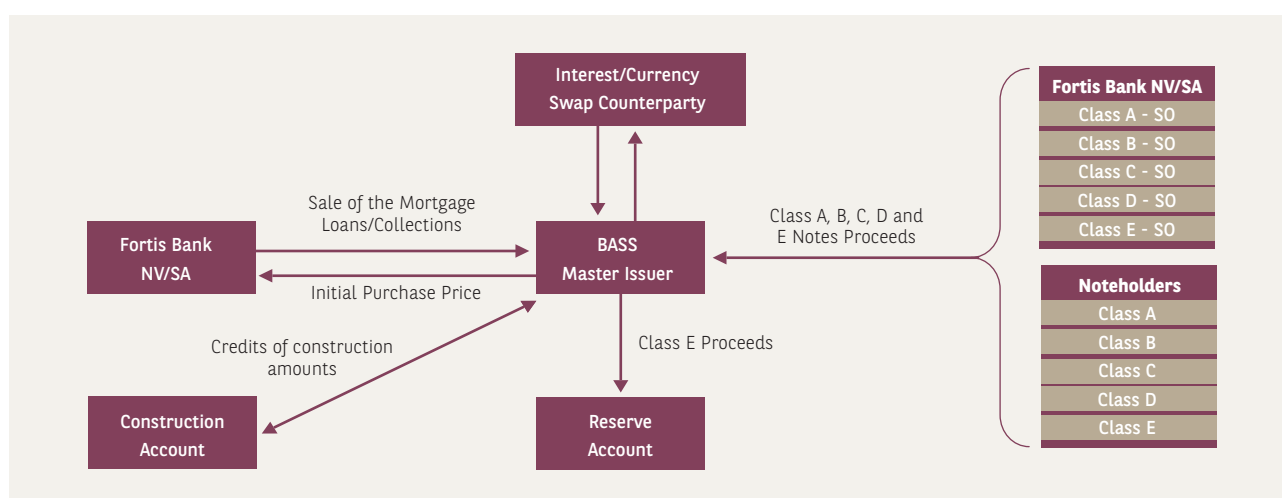 Interest/Currency
Swap Counterparty
Sale of the Mortgage
Loans/Collections
Fortis Bank
NV/SA
Initial Purchase Price
BASS
Master Issuer
Class A, B, C, D and
E Notes Proceeds
Credits of construction
amounts
Class E Proceeds
Construction
Account
Reserve
Account
Fortis Bank NV/SA
Class A - SO
Class B - SO
Class C - SO
Class D - SO
Class E - SO
Noteholders
Class A
Class B
Class C
Class D
Class E